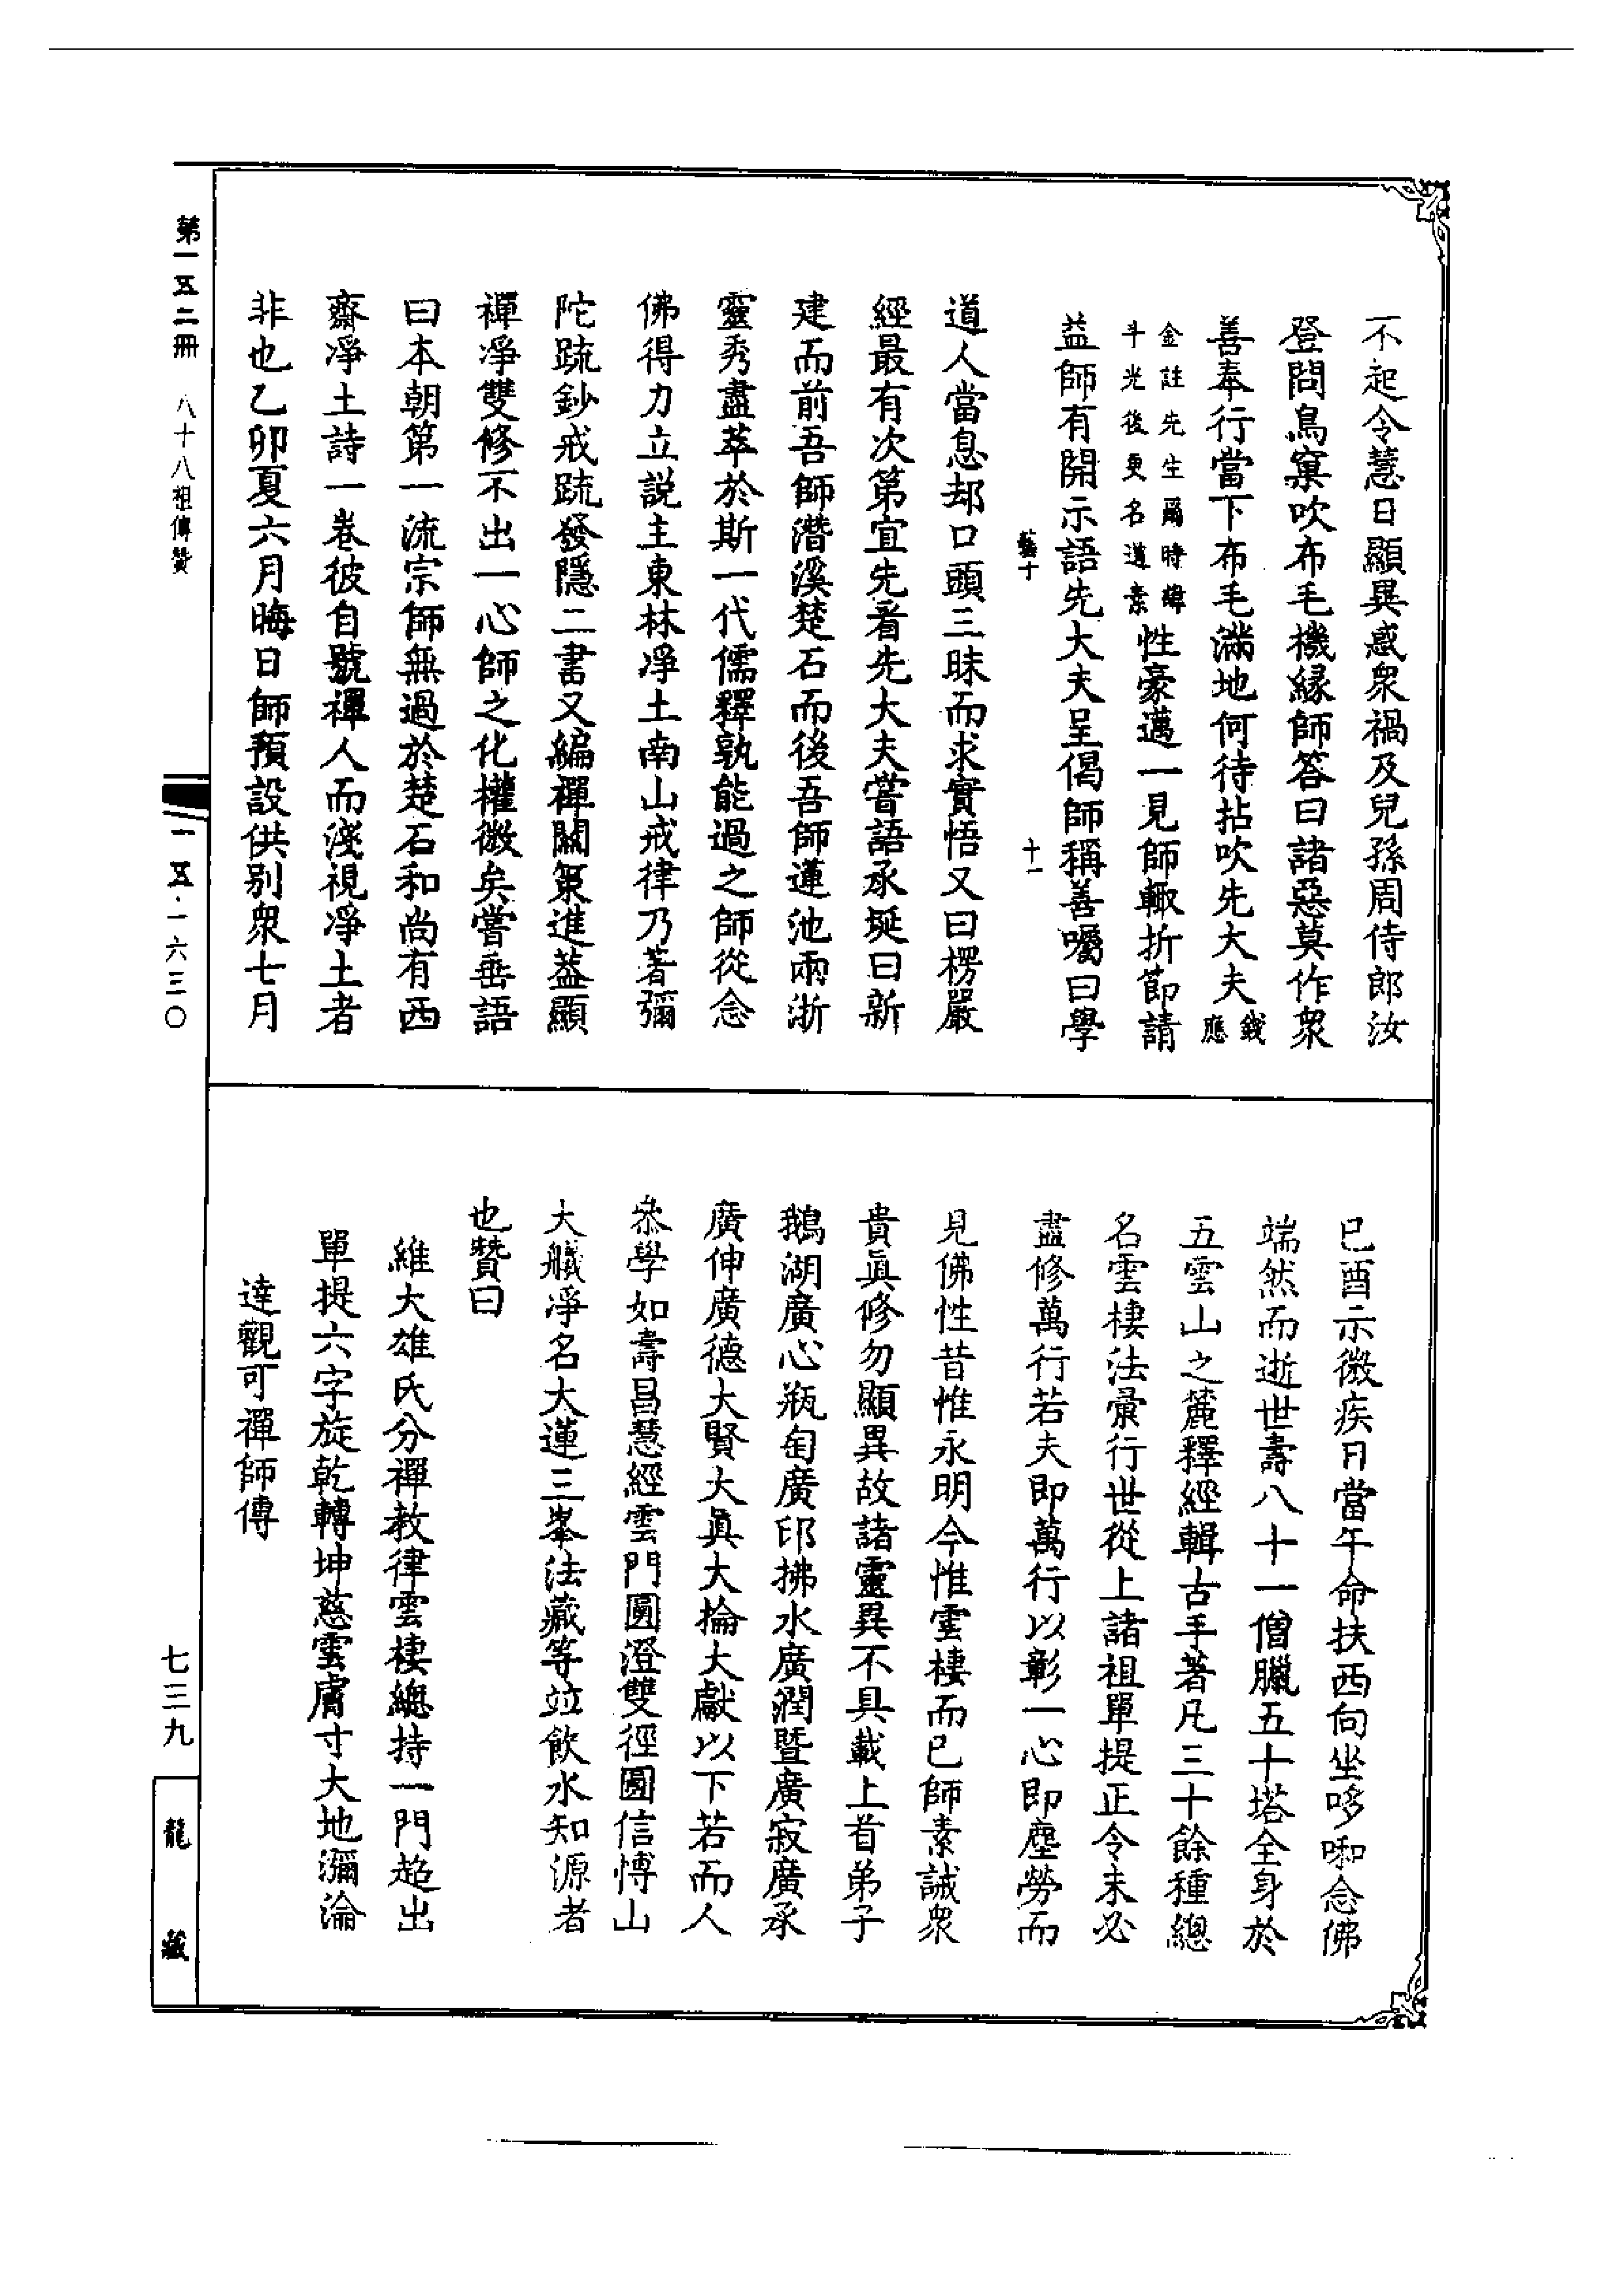 不起令慧日顯異惑衆禍及兒孫周侍郎汝
登問鳥窠吹布毛機緣師答曰諸惡莫作衆
善奉行當下布毛滿地何待拈吹先大夫錢應
金註先生爾時諱
斗光後更名道素性豪邁一見師輙折節請
益師有開示語先大夫呈偈師稱善囑曰學
藝十 十一
道人當息却口頭三昧而求實悟又曰楞嚴
經最有次第宜先看先大夫嘗語永埏曰新
建而前吾師潛溪楚石而後吾師蓮池兩浙
靈秀盡萃於斯一代儒釋孰能過之師從念
佛得力立說主東林淨土南山戒律乃著彌
陀䟽鈔戒䟽發隱二書又編禪關策進葢顯
禪淨雙修不出一心師之化權微矣嘗垂語
曰本朝第一流宗師無過於楚石和尚有西
齋淨土詩一卷彼自號禪人而淺視淨土者
非也乙卯夏六月晦日師預設供别衆七月
巳酉示微疾日當午命扶西向坐哆啝念佛
端然而逝世壽八十一僧臘五十塔全身於
五雲山之麓釋經輯古手著凡三十餘種總
名雲棲法彙行世從上諸祖單提正令未必
盡修萬行若夫即萬行以彰一心即塵勞而
見佛性昔惟永明今惟雲棲而已師素誡衆
貴眞修勿顯異故諸靈異不具載上首弟子
鵝湖廣心瓶匋廣印拂水廣潤暨廣寂廣承
廣伸廣德大賢大眞大掄大獻以下若而人
叅學如壽昌慧經雲門圓澄雙徑圓信愽山
大艤淨名大蓮三峯法藏等竝飲水知源者
也贊曰
維大雄氏分禪教律雲棲總持一門趋出
單提六字旋乾轉坤慈雲膚寸大地瀰淪
達觀可禪師傳
第一五二冊 八十八祖傳贊
一五·一六三〇
七三九
龍藏